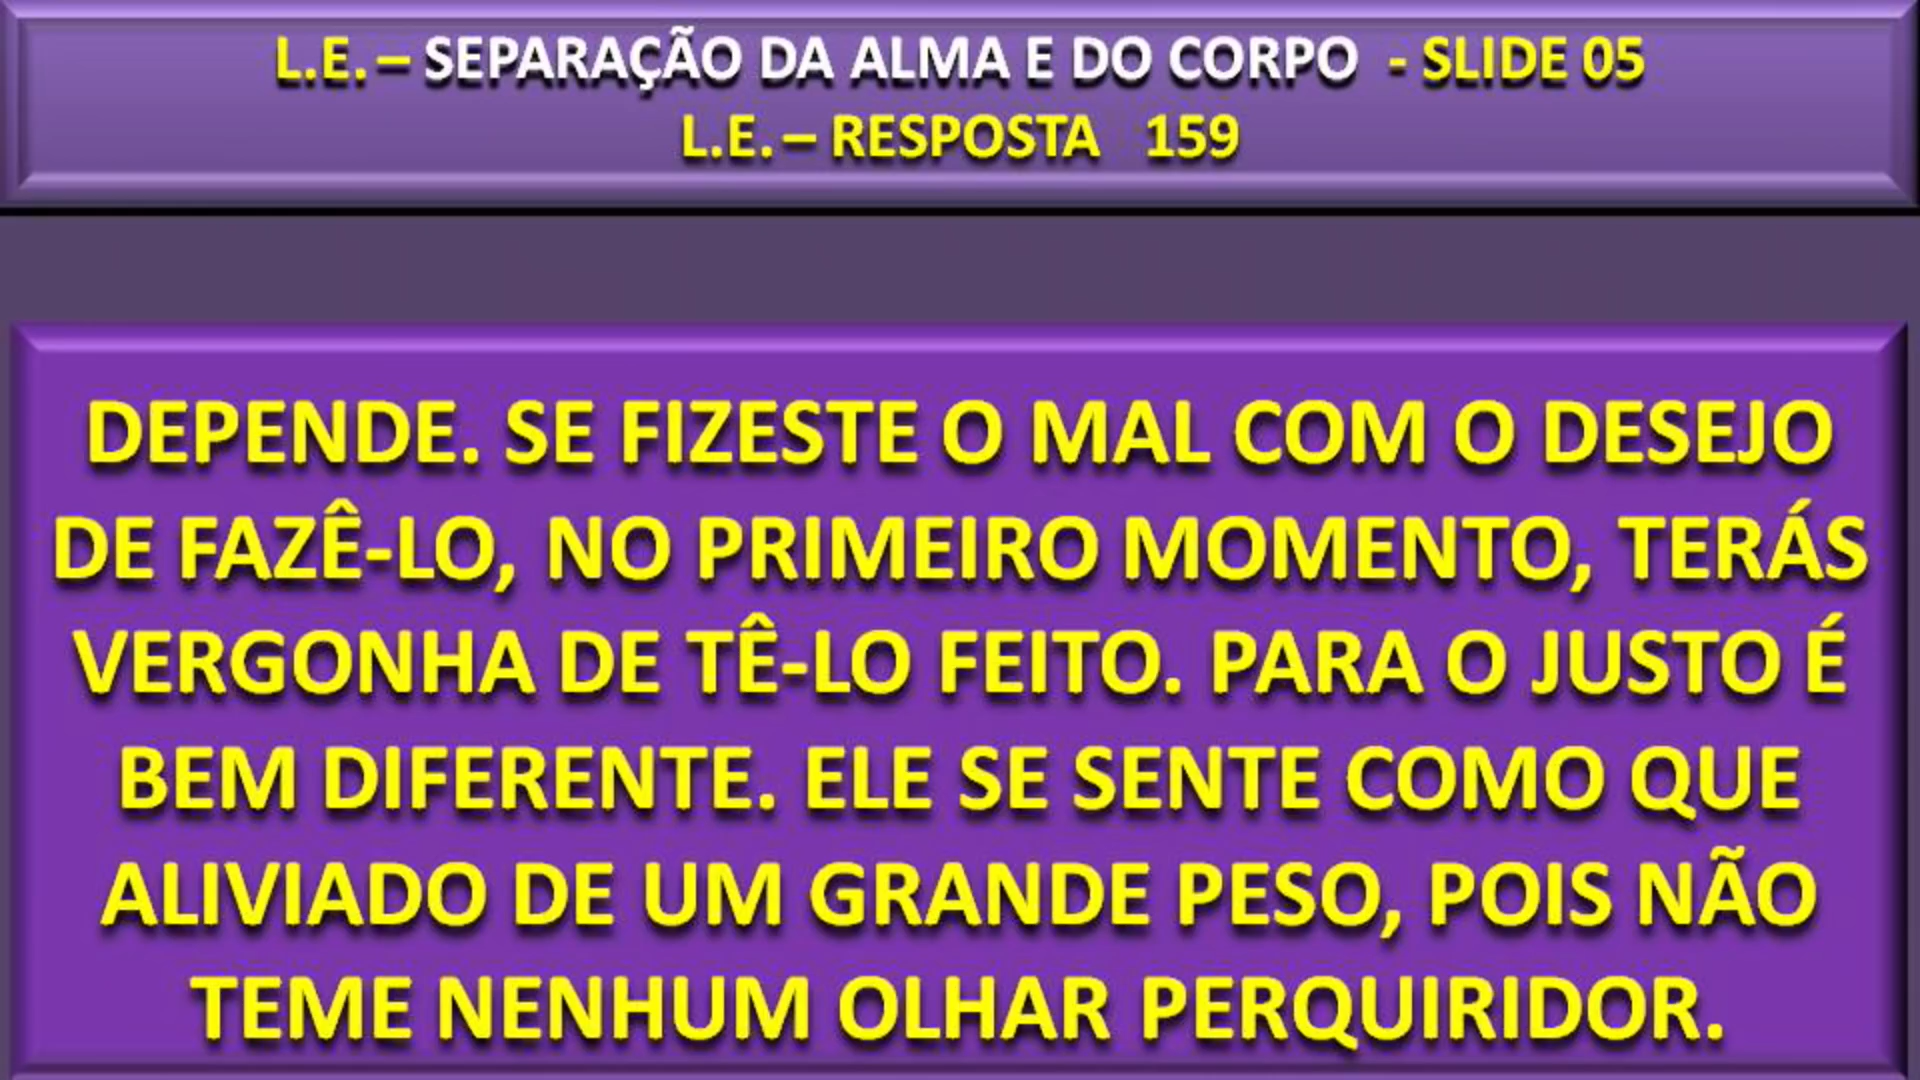 L.E. – SEPARAÇÃO DA ALMA E DO CORPO - SLIDE 05
L.E. – RESPOSTA 159
DEPENDE. SE FIZESTE O MAL COM O DESEJO
DE FAZÊ-LO, NO PRIMEIRO MOMENTO, TERÁS
VERGONHA DE TÊ-LO FEITO. PARA O JUSTO É
BEM DIFERENTE. ELE SE SENTE COMO QUE
ALIVIADO DE UM GRANDE PESO, POIS NÃO
TEME NENHUM OLHAR PERQUIRIDOR.